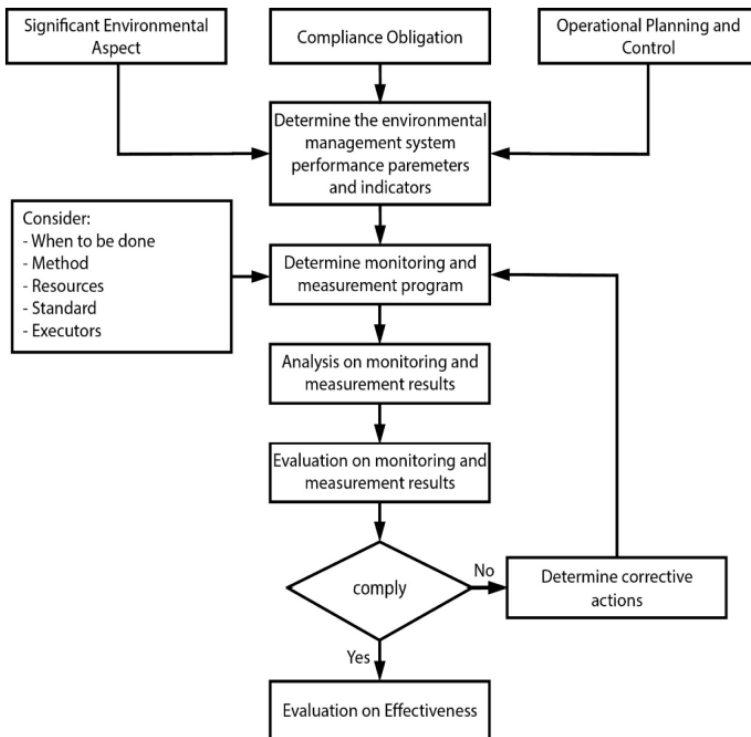 Significant Environmental
Aspect
Compliance Obligation
Operational Planning and
Control
Determine the environmental
management system
performance paremeters
and indicators
Consider:
- When to be done
- Method
- Resources
- Standard
- Executors
Determine monitoring and
measurement program
Analysis on monitoring and
measurement results
Evaluation on monitoring and
measurement results
comply
No
Determine corrective
actions
Yes
Evaluation on Effectiveness